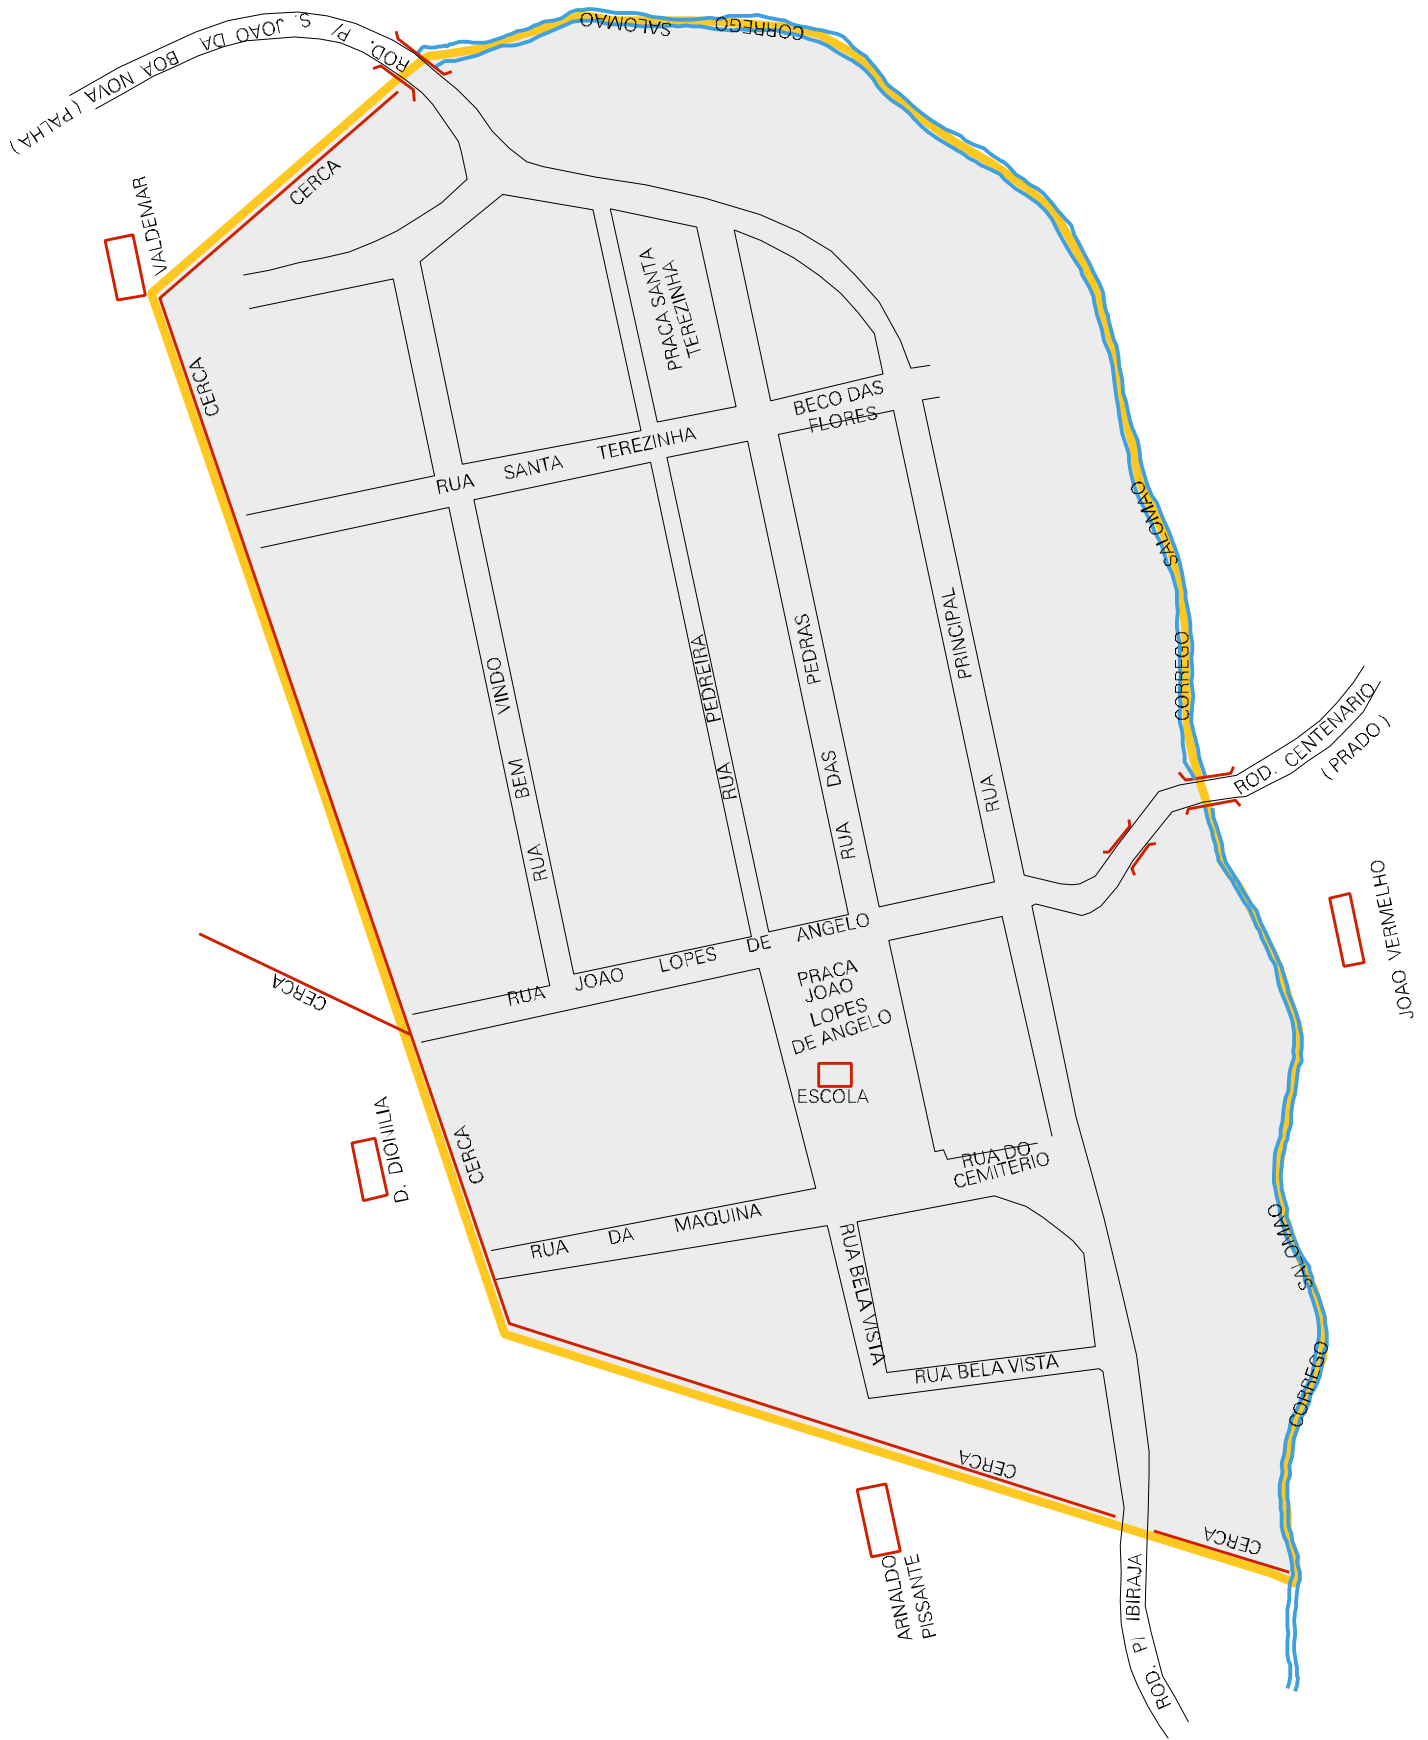 CORREGO SALOMAO
ROD. P/ S. JOAO DA BOA NOVA ( PALHA )
CERCA
VALDEMAR
CERCA
PRACA SANTA
TEREZINHA
BECO DAS
FLORES
RUA SANTA TEREZINHA
CORREGO SALOMAO
RUA BEM VINDO
RUA PEDREIRA
RUA DAS PEDRAS
RUA PRINCIPAL
ROD. CENTENARIO
( PRADO )
JOAO VERMELHO
CERCA
RUA JOAO LOPES DE ANGELO
PRACA
JOAO
LOPES
DE ANGELO
ESCOLA
D. DIONILIA
CERCA
RUA DO
CEMITERIO
RUA DA MAQUINA
RUA BELA VISTA
RUA BELA VISTA
CORREGO SALOMAO
CERCA
CERCA
ARNALDO
PISSANTE
ROD. P/ IBIRAJA